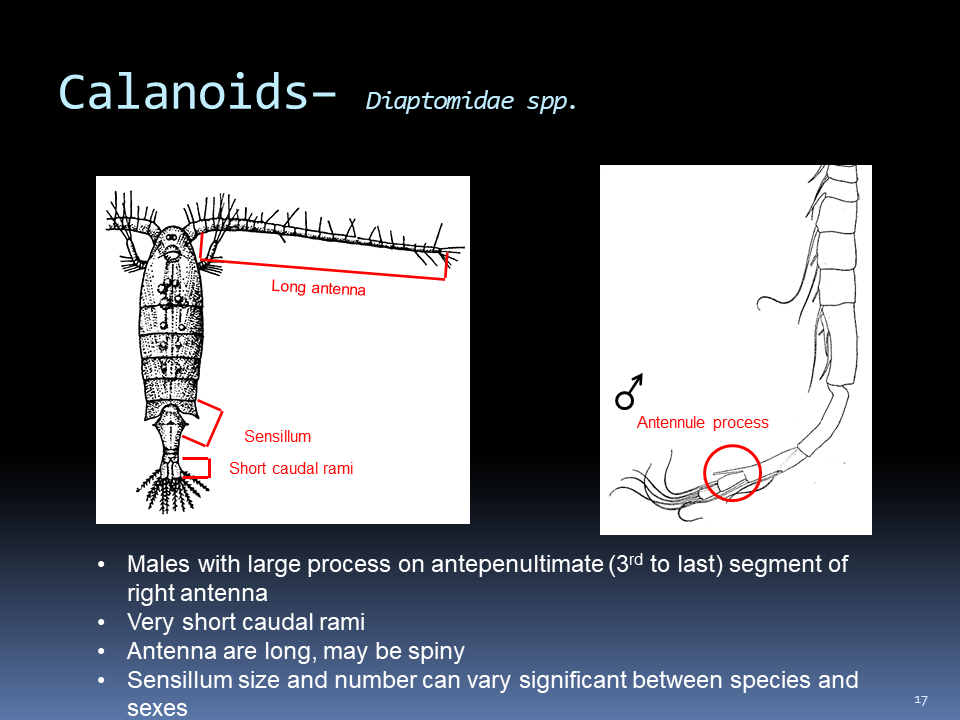 Calanoids– Diaptomidae spp.
Long antenna
Sensillum
Short caudal rami
♂
Antennule process
• Males with large process on antepenultimate (3rd to last) segment of
right antenna
• Very short caudal rami
• Antenna are long, may be spiny
• Sensillum size and number can vary significant between species and
sexes
17